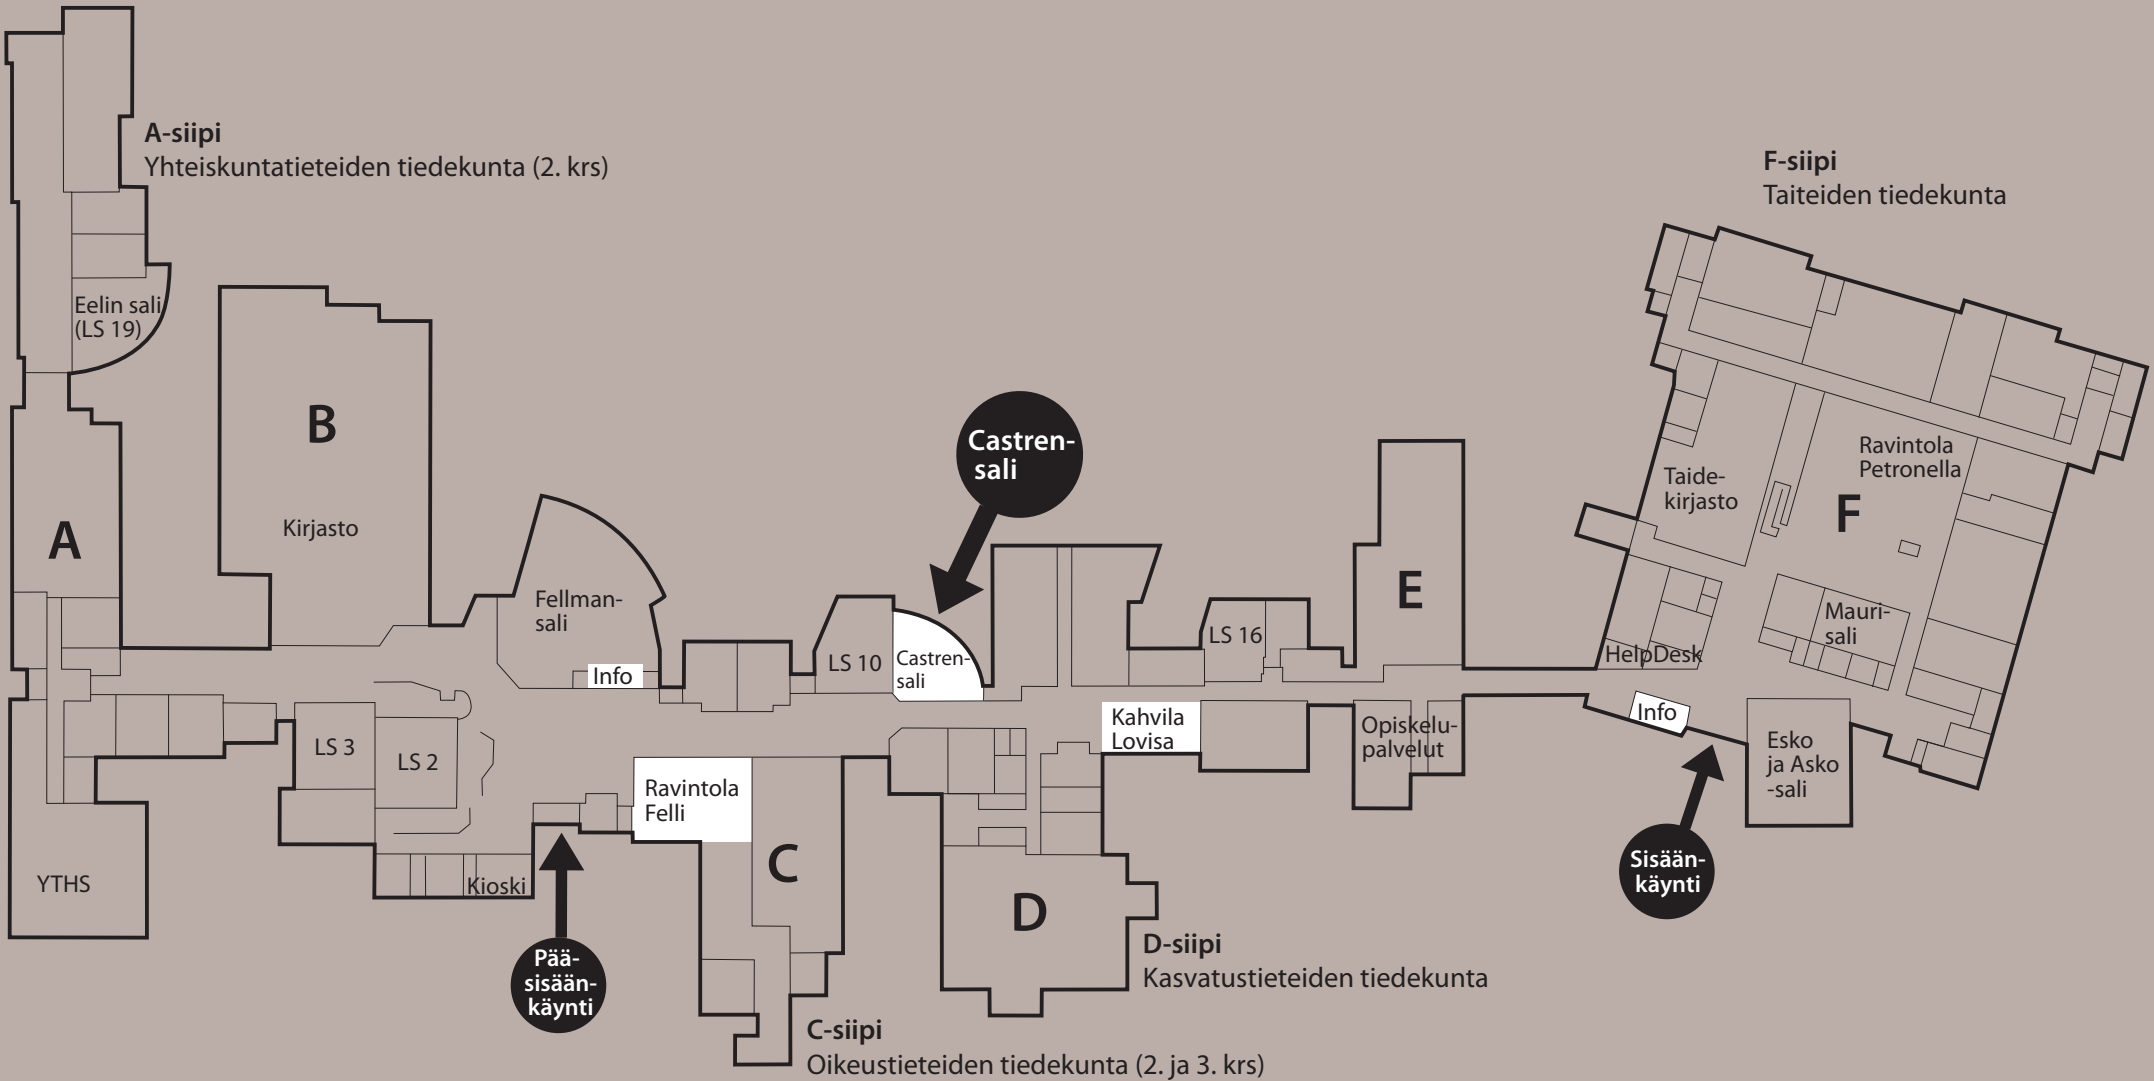 A-siipi
Yhteiskuntatieteiden tiedekunta (2. krs)
F-siipi
Taiteiden tiedekunta
Eelin sali
(LS 19)
B
Kirjasto
A
Castren-
sali
Ravintola
Petronella
Taide-
kirjasto
F
Fellman-
sali
Info
LS 10
Castren-
sali
LS 16
E
Mauri-
sali
HelpDesk
Info
LS 3
LS 2
Kahvila
Lovisa
Opiskelu-
palvelut
Esko
ja Asko
-sali
Ravintola
Felli
C
Kioski
YTHS
D
Sisään-
käynti
Pää-
sisään-
käynti
D-siipi
Kasvatustieteiden tiedekunta
C-siipi
Oikeustieteiden tiedekunta (2. ja 3. krs)